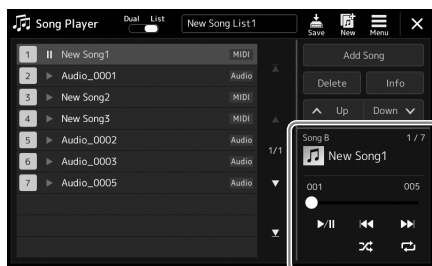 Song Player Dual List New Song List1 Save New Menu
1 New Song1 MIDI
2 Audio_0001 Audio
3 New Song2 MIDI
4 New Song3 MIDI
5 Audio_0002 Audio
6 Audio_0003 Audio
7 Audio_0005 Audio
1/1
Add Song
Delete Info
Up Down
Song B 1 / 7
New Song1
001 005